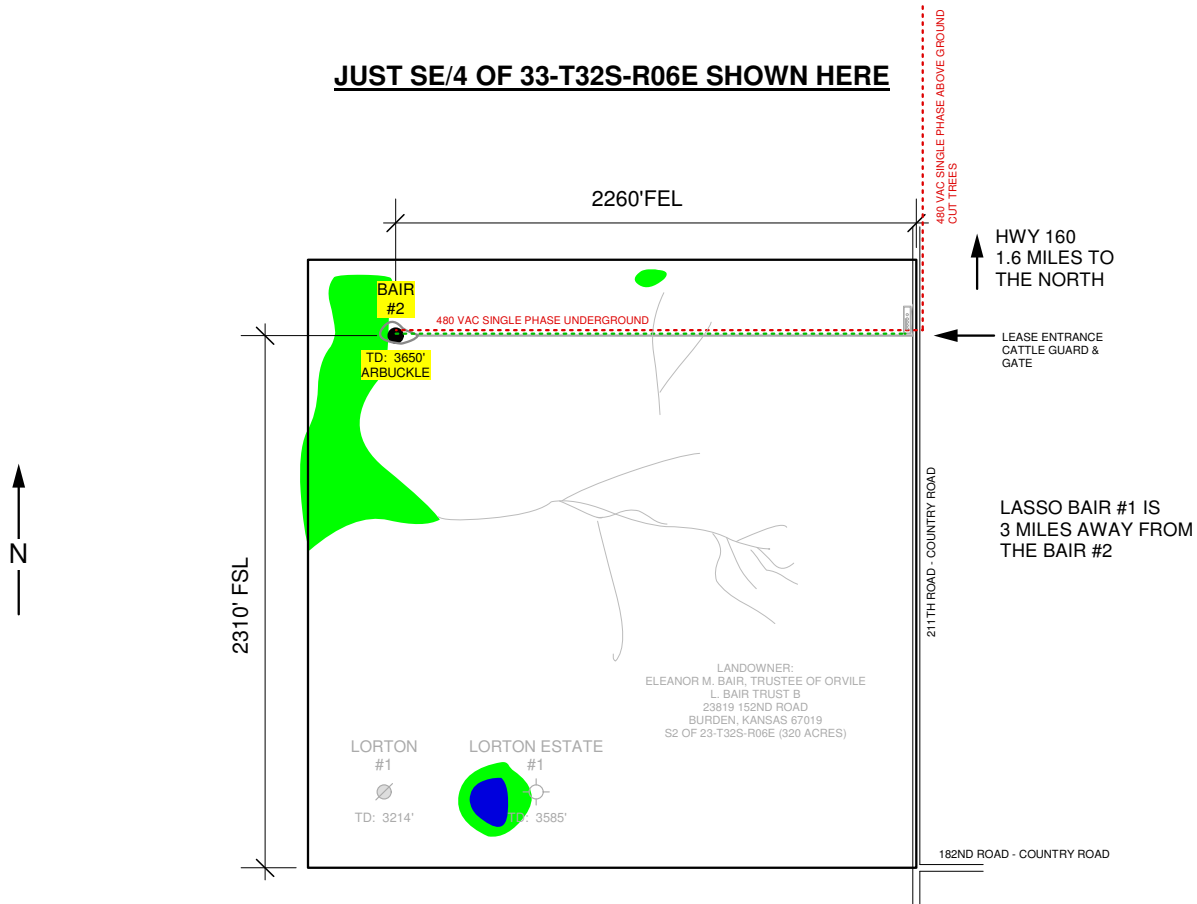 JUST SE/4 OF 33-T32S-R06E SHOWN HERE
480 VAC SINGLE PHASE ABOVE GROUND
CUT TREES
2260'FEL
HWY 160
1.6 MILES TO
THE NORTH
BAIR
#2
480 VAC SINGLE PHASE UNDERGROUND
LEASE ENTRANCE
CATTLE GUARD &
GATE
TD: 3650'
ARBUCKLE
N
2310' FSL
211TH ROAD - COUNTRY ROAD
LASSO BAIR #1 IS
3 MILES AWAY FROM
THE BAIR #2
LANDOWNER:
ELEANOR M. BAIR, TRUSTEE OF ORVILE
L. BAIR TRUST B
23819 152ND ROAD
BURDEN, KANSAS 67019
S2 OF 23-T32S-R06E (320 ACRES)
LORTON
#1
TD: 3214'
LORTON ESTATE
#1
TD: 3585'
182ND ROAD - COUNTRY ROAD